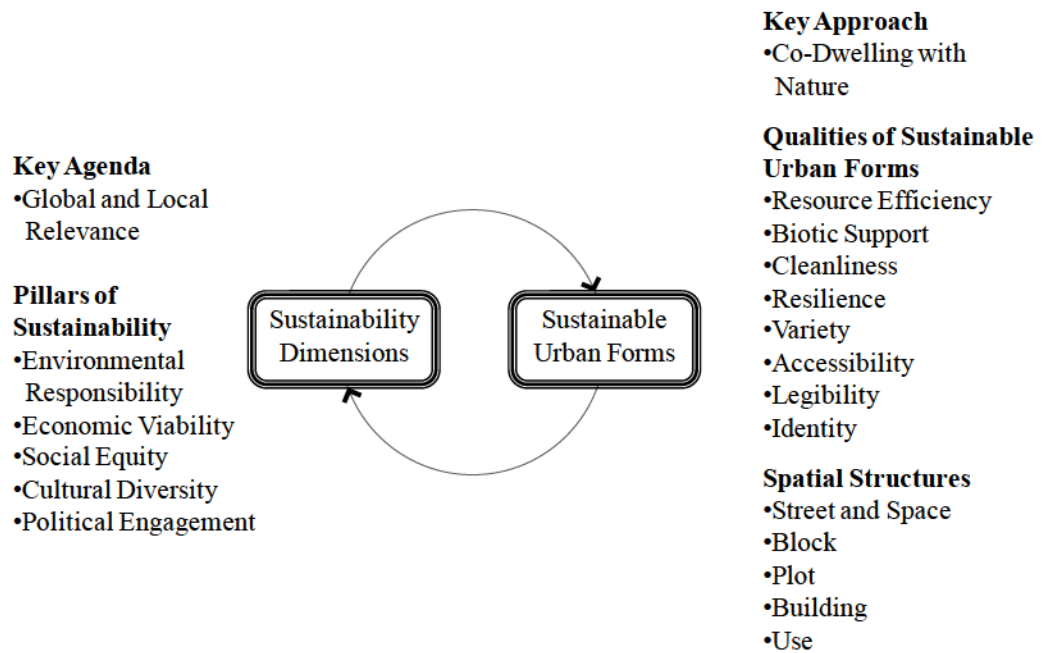 Key Agenda
•Global and Local
Relevance
Pillars of
Sustainability
•Environmental
Responsibility
•Economic Viability
•Social Equity
•Cultural Diversity
•Political Engagement
Sustainability
Dimensions
Sustainable
Urban Forms
Key Approach
•Co-Dwelling with
Nature
Qualities of Sustainable
Urban Forms
•Resource Efficiency
•Biotic Support
•Cleanliness
•Resilience
•Variety
•Accessibility
•Legibility
•Identity
Spatial Structures
•Street and Space
•Block
•Plot
•Building
•Use